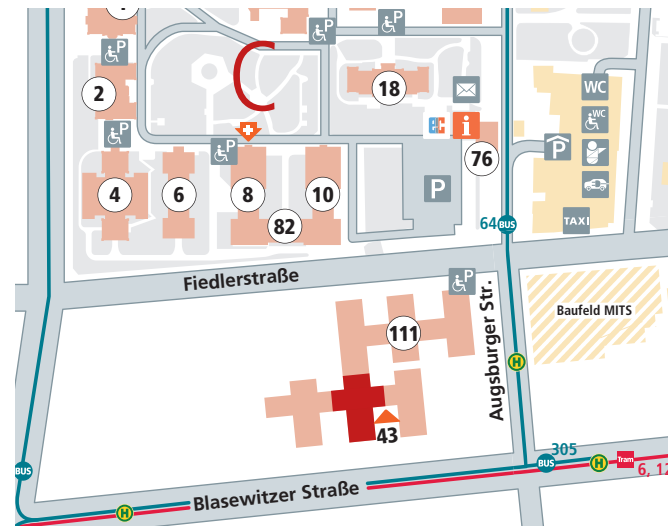 P
P
C
2
18
WC
P
WC
P
i
76
P
P
4
6
8
10
82
TAXI
64
BUS
Fiedlerstraße
P
Augsburger Str.
Baufeld MITS
111
H
43
BUS
305
BUS
H
Tram
6, 12
Blasewitzer Straße
H